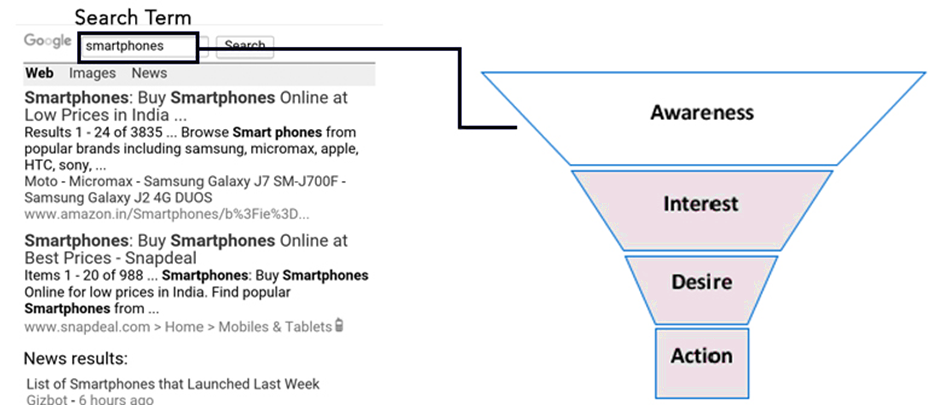 Search Term
Google smartphones Search
Web Images News
Smartphones: Buy Smartphones Online at
Low Prices in India ...
Results 1 - 24 of 3835 ... Browse Smart phones from
popular brands including samsung, micromax, apple,
HTC, sony, ...
Moto - Micromax - Samsung Galaxy J7 SM-J700F -
Samsung Galaxy J2 4G DUOS
www.amazon.in/Smartphones/b%3Fie%3D...
Smartphones: Buy Smartphones Online at
Best Prices - Snapdeal
Items 1 - 20 of 988 ... Smartphones: Buy Smartphones
Online for low prices in India. Find popular
Smartphones from ...
www.snapdeal.com > Home > Mobiles & Tablets
News results:
List of Smartphones that Launched Last Week
Gizbot - 6 hours ago
Awareness
Interest
Desire
Action